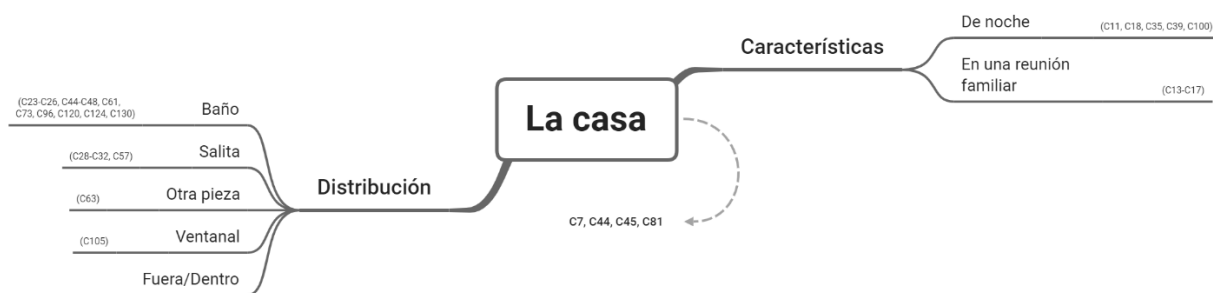 De noche
(C11, C18, C35, C39, C100)
Características
En una reunión
familiar
(C13-C17)
La casa
C7, C44, C45, C81
(C23-C26, C44-C48, C61,
C73, C96, C120, C124, C130)
Baño
(C28-C32, C57)
Salita
Distribución
(C63)
Otra pieza
(C105)
Ventanal
Fuera/Dentro